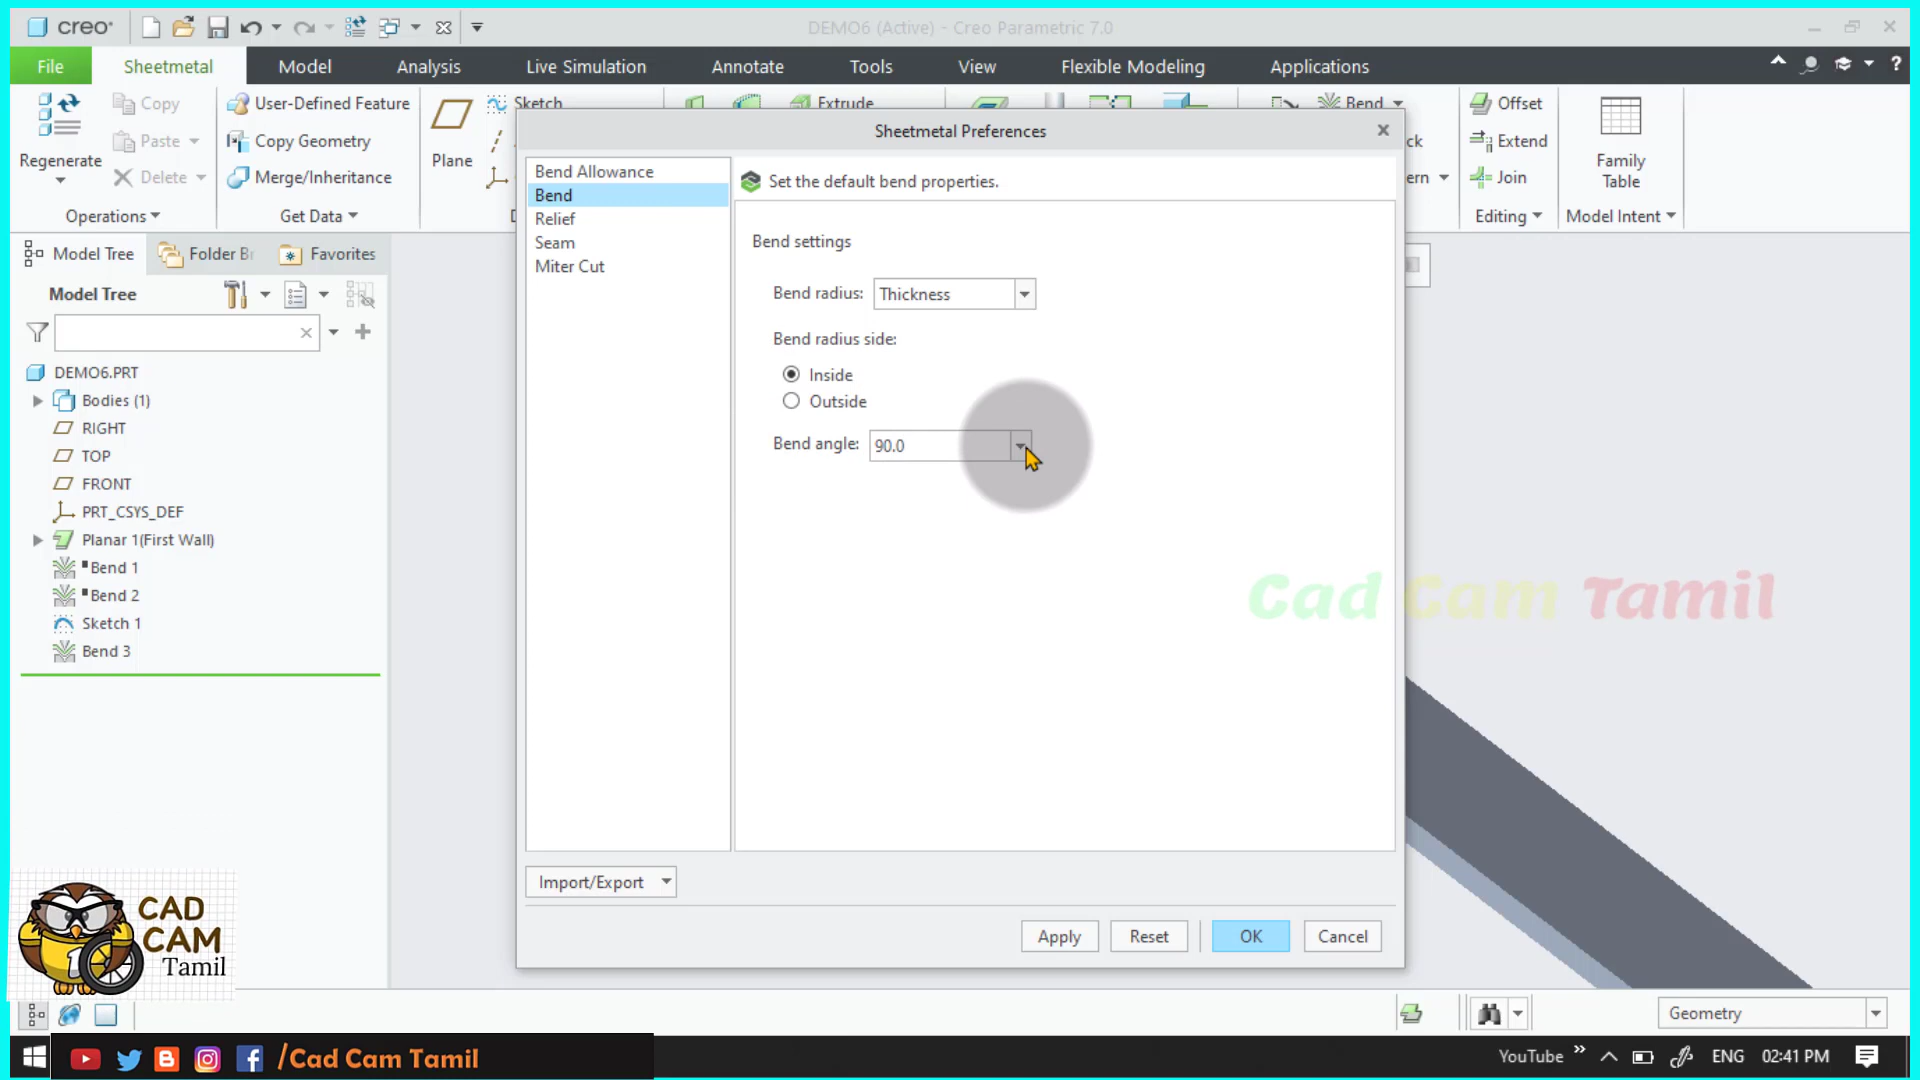 creo°
DEMO6 (Active) - Creo Parametric 7.0
File
Sheetmetal
Model
Analysis
Live Simulation
Annotate
Tools
View
Flexible Modeling
Applications
?
Regenerate
Copy
Paste
Delete
Operations
User-Defined Feature
Copy Geometry
Merge/Inheritance
Get Data
Plane
Sketch
Extrude
Bend
Offset
Extend
Join
Editing
Family
Table
Model Intent
Model Tree
Folder Br
Favorites
Model Tree
DEMO6.PRT
Bodies (1)
RIGHT
TOP
FRONT
PRT_CSYS_DEF
Planar 1(First Wall)
Bend 1
Bend 2
Sketch 1
Bend 3
Sheetmetal Preferences
Bend Allowance
Bend
Relief
Seam
Miter Cut
Set the default bend properties.
Bend settings
Bend radius: Thickness
Bend radius side:
Inside
Outside
Bend angle: 90.0
Import/Export
Apply
Reset
OK
Cancel
Cad Cam Tamil
CAD
CAM
Tamil
Geometry
/Cad Cam Tamil
YouTube
ENG
02:41 PM